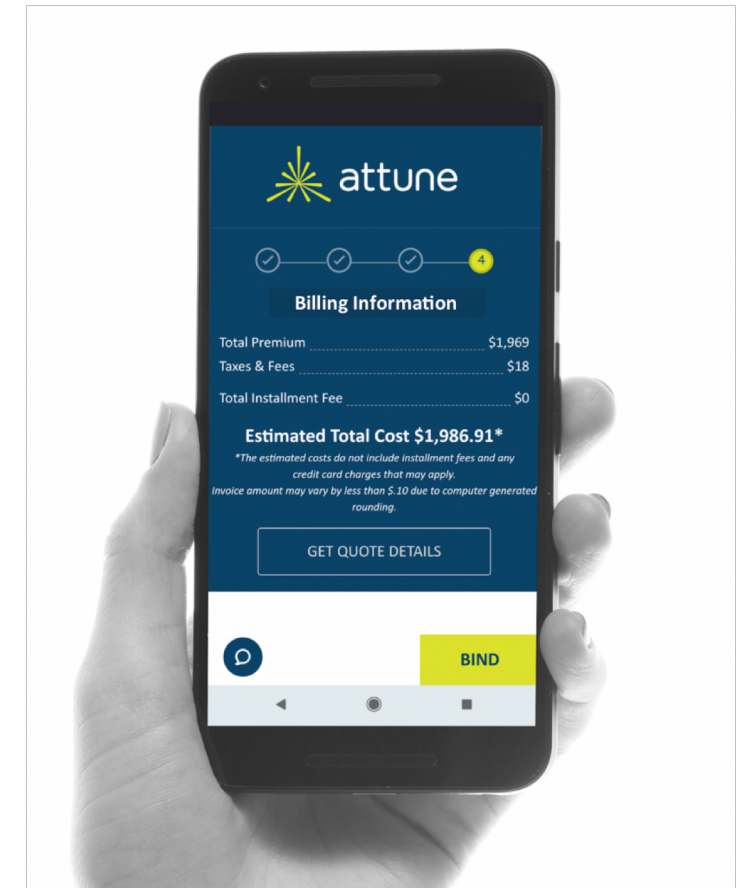 attune
4
Billing Information
Total Premium $1,969
Taxes & Fees $18
Total Installment Fee $0
Estimated Total Cost $1,986.91*
*The estimated costs do not include installment fees and any
credit card charges that may apply.
Invoice amount may vary by less than $.10 due to computer generated
rounding.
GET QUOTE DETAILS
BIND